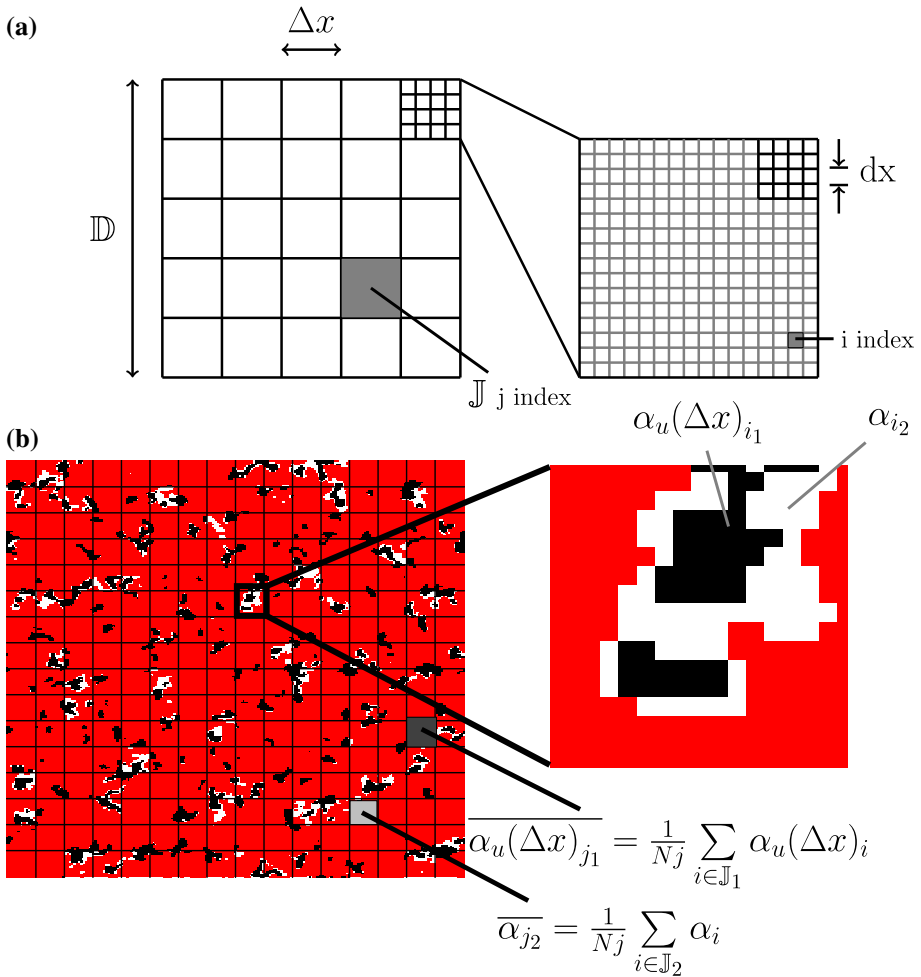 (a)
Δx
𝔻
dx
i index
𝕁 j index
(b)
α_u(Δx)_{i_1}
α_{i_2}
\overline{α_u(Δx)_{j_1}} = \frac{1}{Nj} \sum_{i∈𝕁_1} α_u(Δx)_i
\overline{α_{j_2}} = \frac{1}{Nj} \sum_{i∈𝕁_2} α_i